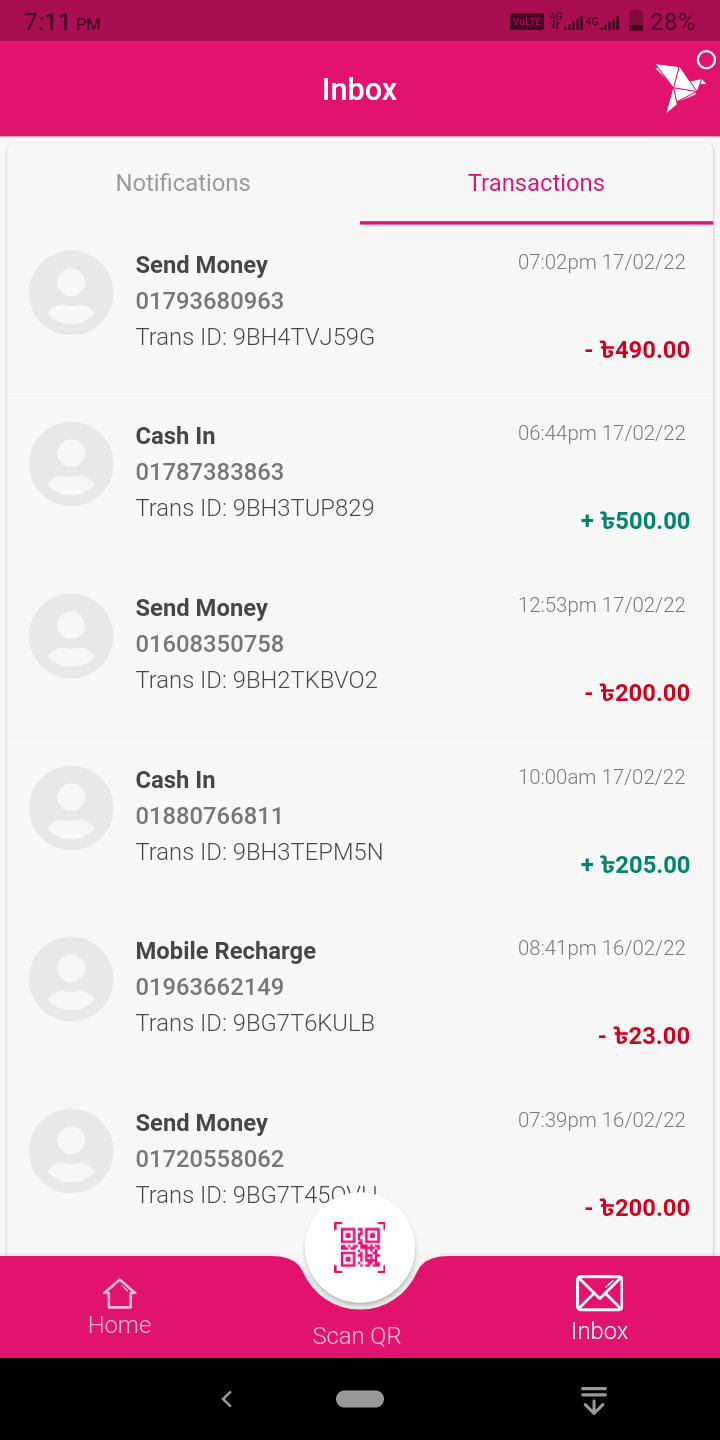 7:11 PM VoLTE 4G 4G 28%
Inbox
Notifications Transactions
Send Money 07:02pm 17/02/22
01793680963
Trans ID: 9BH4TVJ59G
- ৳490.00
Cash In 06:44pm 17/02/22
01787383863
Trans ID: 9BH3TUP829
+ ৳500.00
Send Money 12:53pm 17/02/22
01608350758
Trans ID: 9BH2TKBVO2
- ৳200.00
Cash In 10:00am 17/02/22
01880766811
Trans ID: 9BH3TEPM5N
+ ৳205.00
Mobile Recharge 08:41pm 16/02/22
01963662149
Trans ID: 9BG7T6KULB
- ৳23.00
Send Money 07:39pm 16/02/22
01720558062
Trans ID:
- ৳200.00
Home Scan QR Inbox